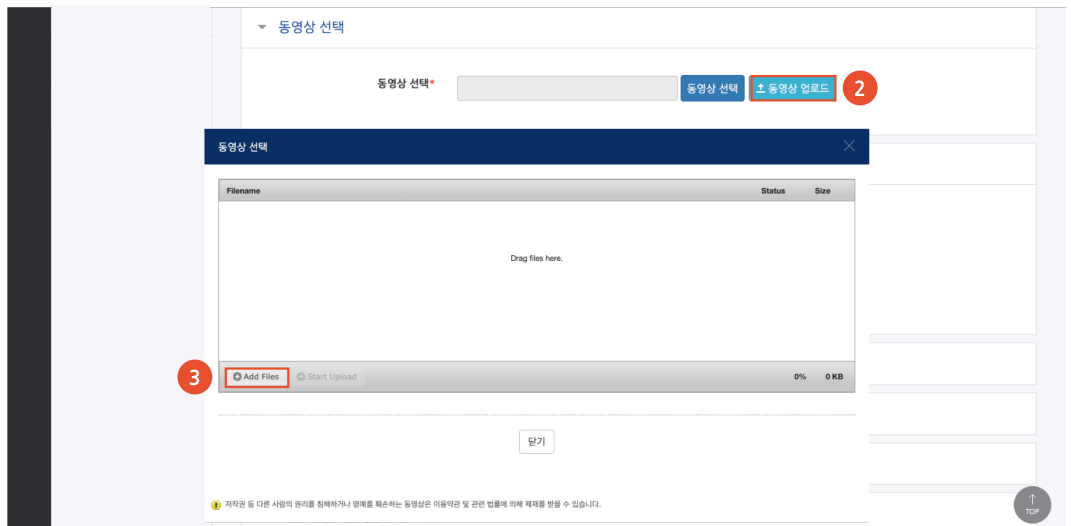 동영상 선택
동영상 선택*
동영상 선택
동영상 업로드
2
동영상 선택
Filename Status Size
Drag files here.
3
Add Files Start Upload 0% 0 KB
닫기
저작권 등 다른 사람의 권리를 침해하거나 명예를 훼손하는 동영상은 이용약관 및 관련 법률에 의해 제재를 받을 수 있습니다.
TOP